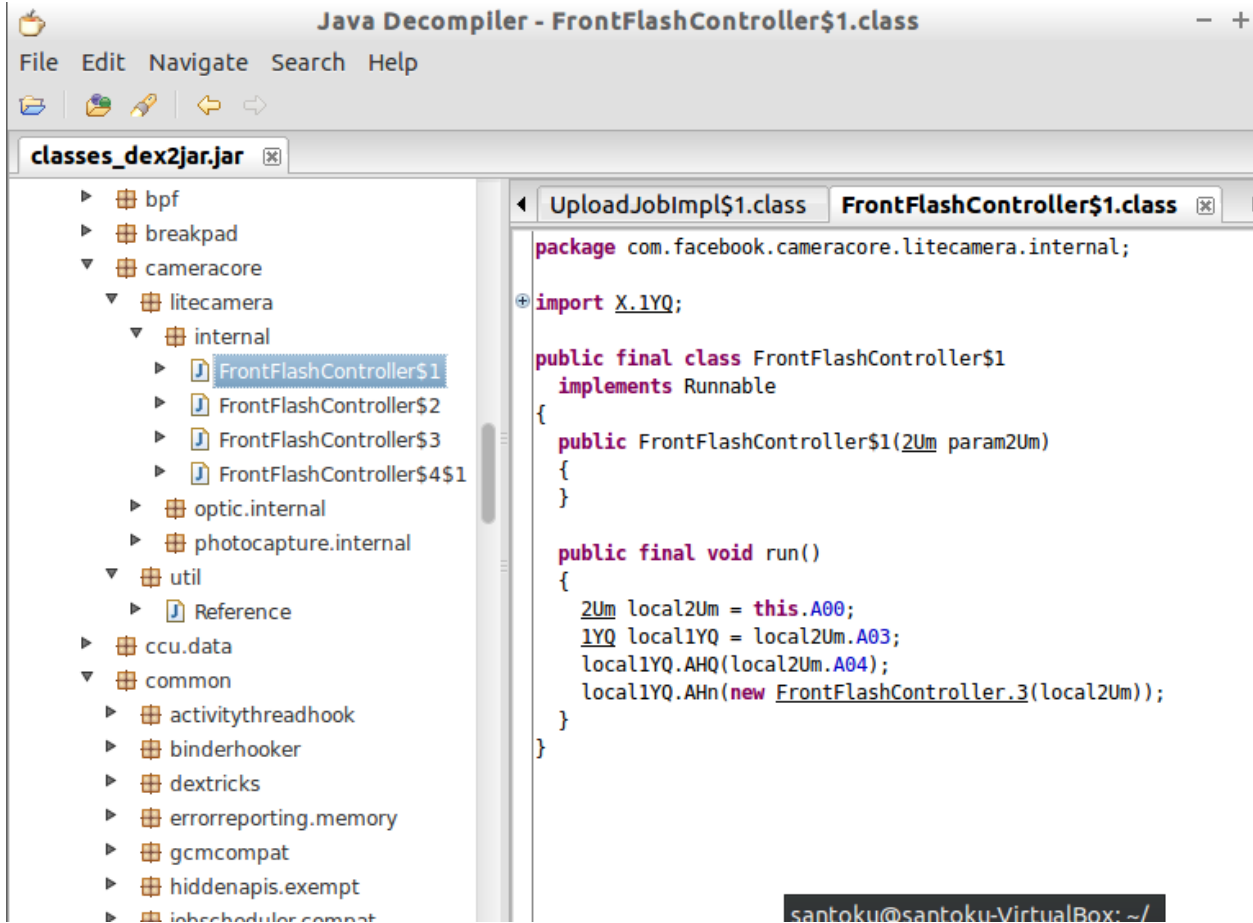 Java Decompiler - FrontFlashController$1.class
File Edit Navigate Search Help
classes_dex2jar.jar
bpf
breakpad
cameracore
litecamera
internal
FrontFlashController$1
FrontFlashController$2
FrontFlashController$3
FrontFlashController$4$1
optic.internal
photocapture.internal
util
Reference
ccu.data
common
activitythreadhook
binderhooker
dextricks
errorreporting.memory
gcmcompat
hiddenapis.exempt
jobscheduler.compat
UploadJobImpl$1.class FrontFlashController$1.class
package com.facebook.cameracore.litecamera.internal;
import X.1YQ;
public final class FrontFlashController$1
implements Runnable
{
public FrontFlashController$1(2Um param2Um)
{
}
public final void run()
{
2Um local2Um = this.A00;
1YQ local1YQ = local2Um.A03;
local1YQ.AHQ(local2Um.A04);
local1YQ.AHn(new FrontFlashController.3(local2Um));
}
}
santoku@santoku-VirtualBox: ~/